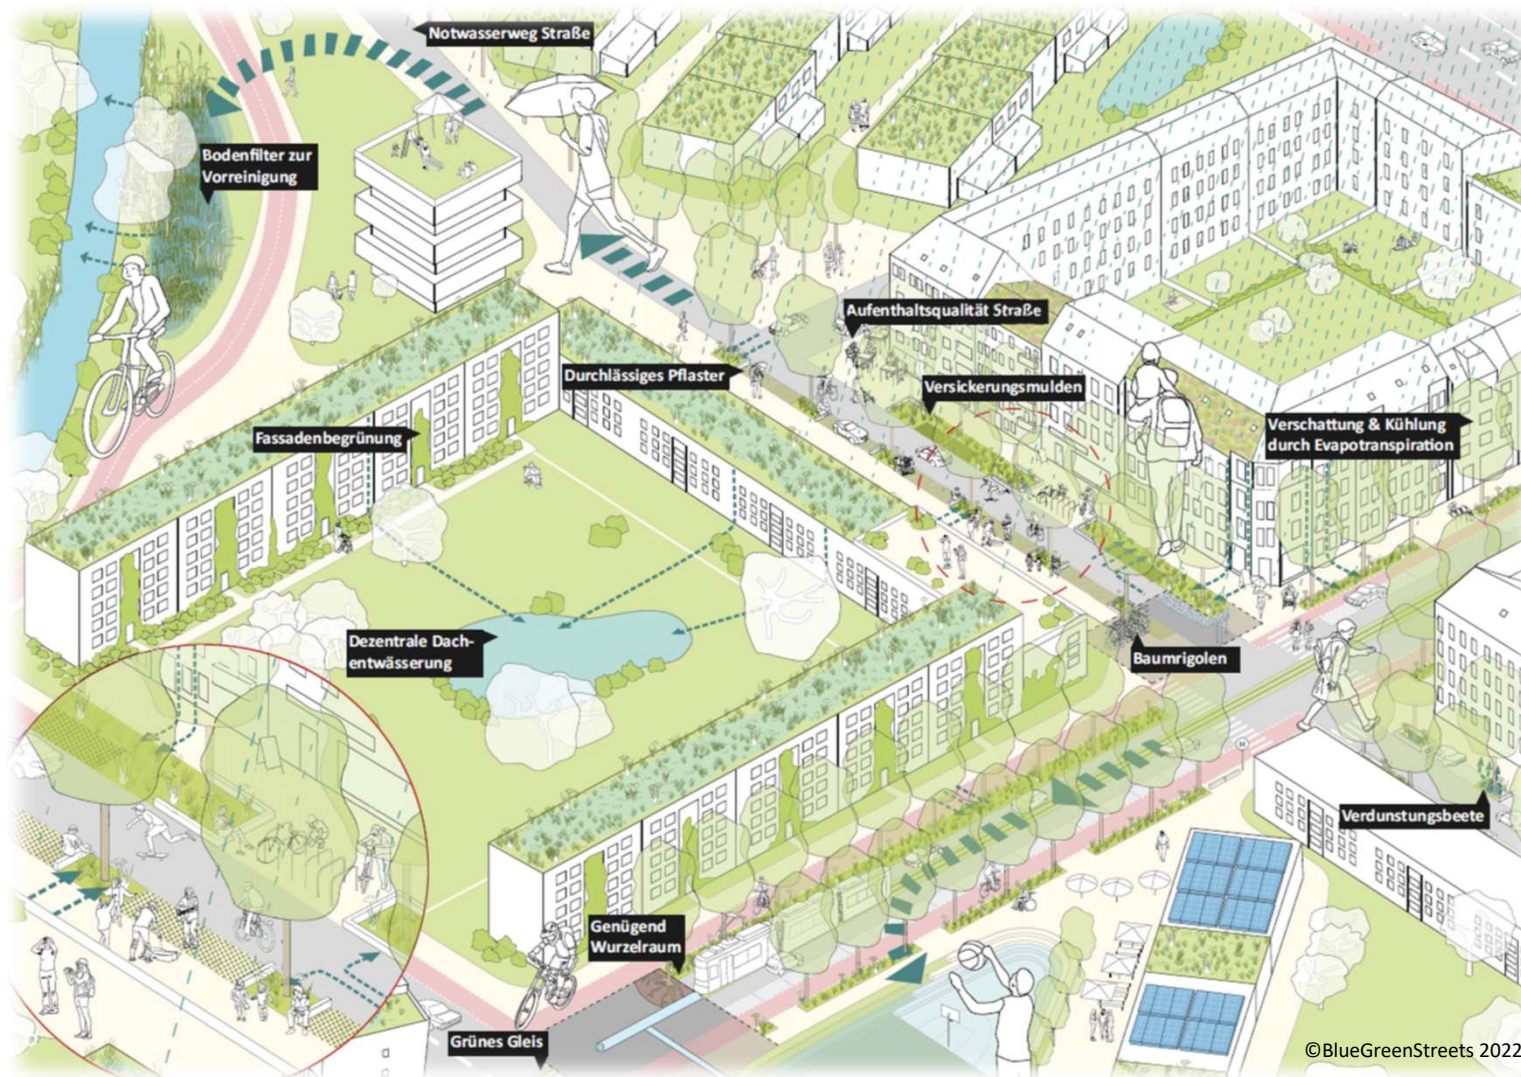 Notwasserweg Straße
Bodenfilter zur
Vorreinigung
Aufenthaltsqualität Straße
Durchlässiges Pflaster
Versickerungsmulden
Fassadenbegrünung
Verschattung & Kühlung
durch Evapotranspiration
Dezentrale Dach-
entwässerung
Baumrigolen
H
Verdunstungsbeete
Genügend
Wurzelraum
Grünes Gleis
©BlueGreenStreets 2022